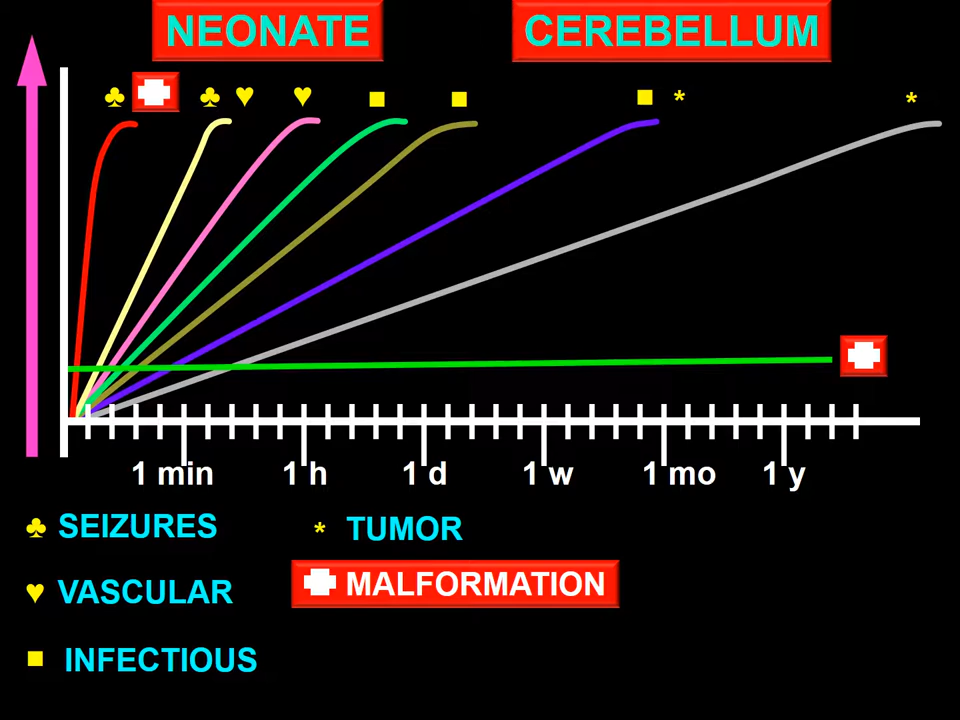 NEONATE CEREBELLUM
♣ ♣ ♥ ♥ ■ ■ ■ * *
1 min 1 h 1 d 1 w 1 mo 1 y
♣ SEIZURES * TUMOR
♥ VASCULAR MALFORMATION
■ INFECTIOUS